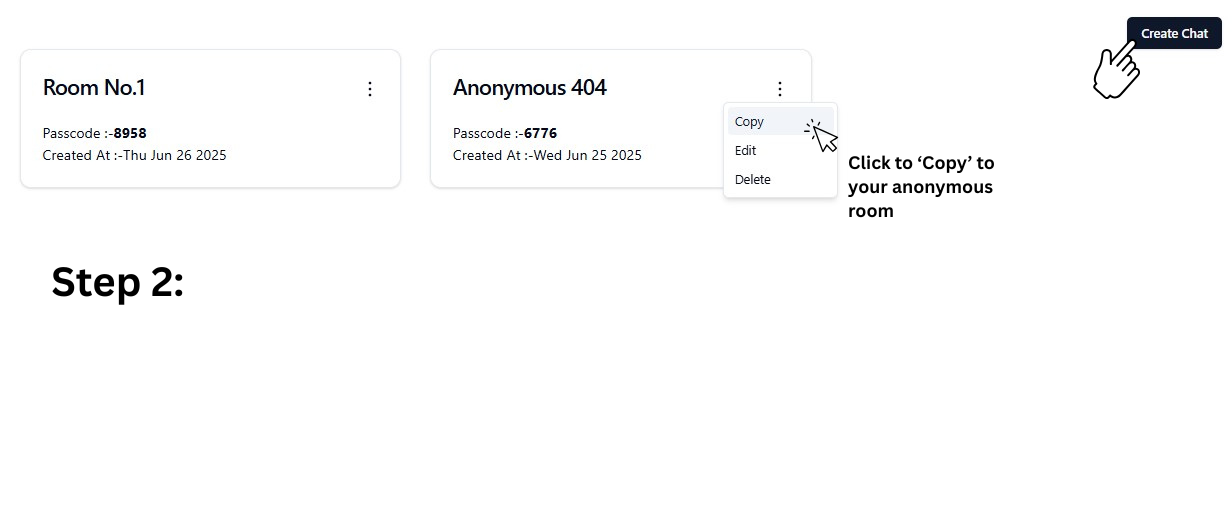 Create Chat
Room No.1
Passcode :-8958
Created At :-Thu Jun 26 2025
Anonymous 404
Passcode :-6776
Created At :-Wed Jun 25 2025
Copy
Edit
Delete
Click to ‘Copy’ to
your anonymous
room
Step 2: